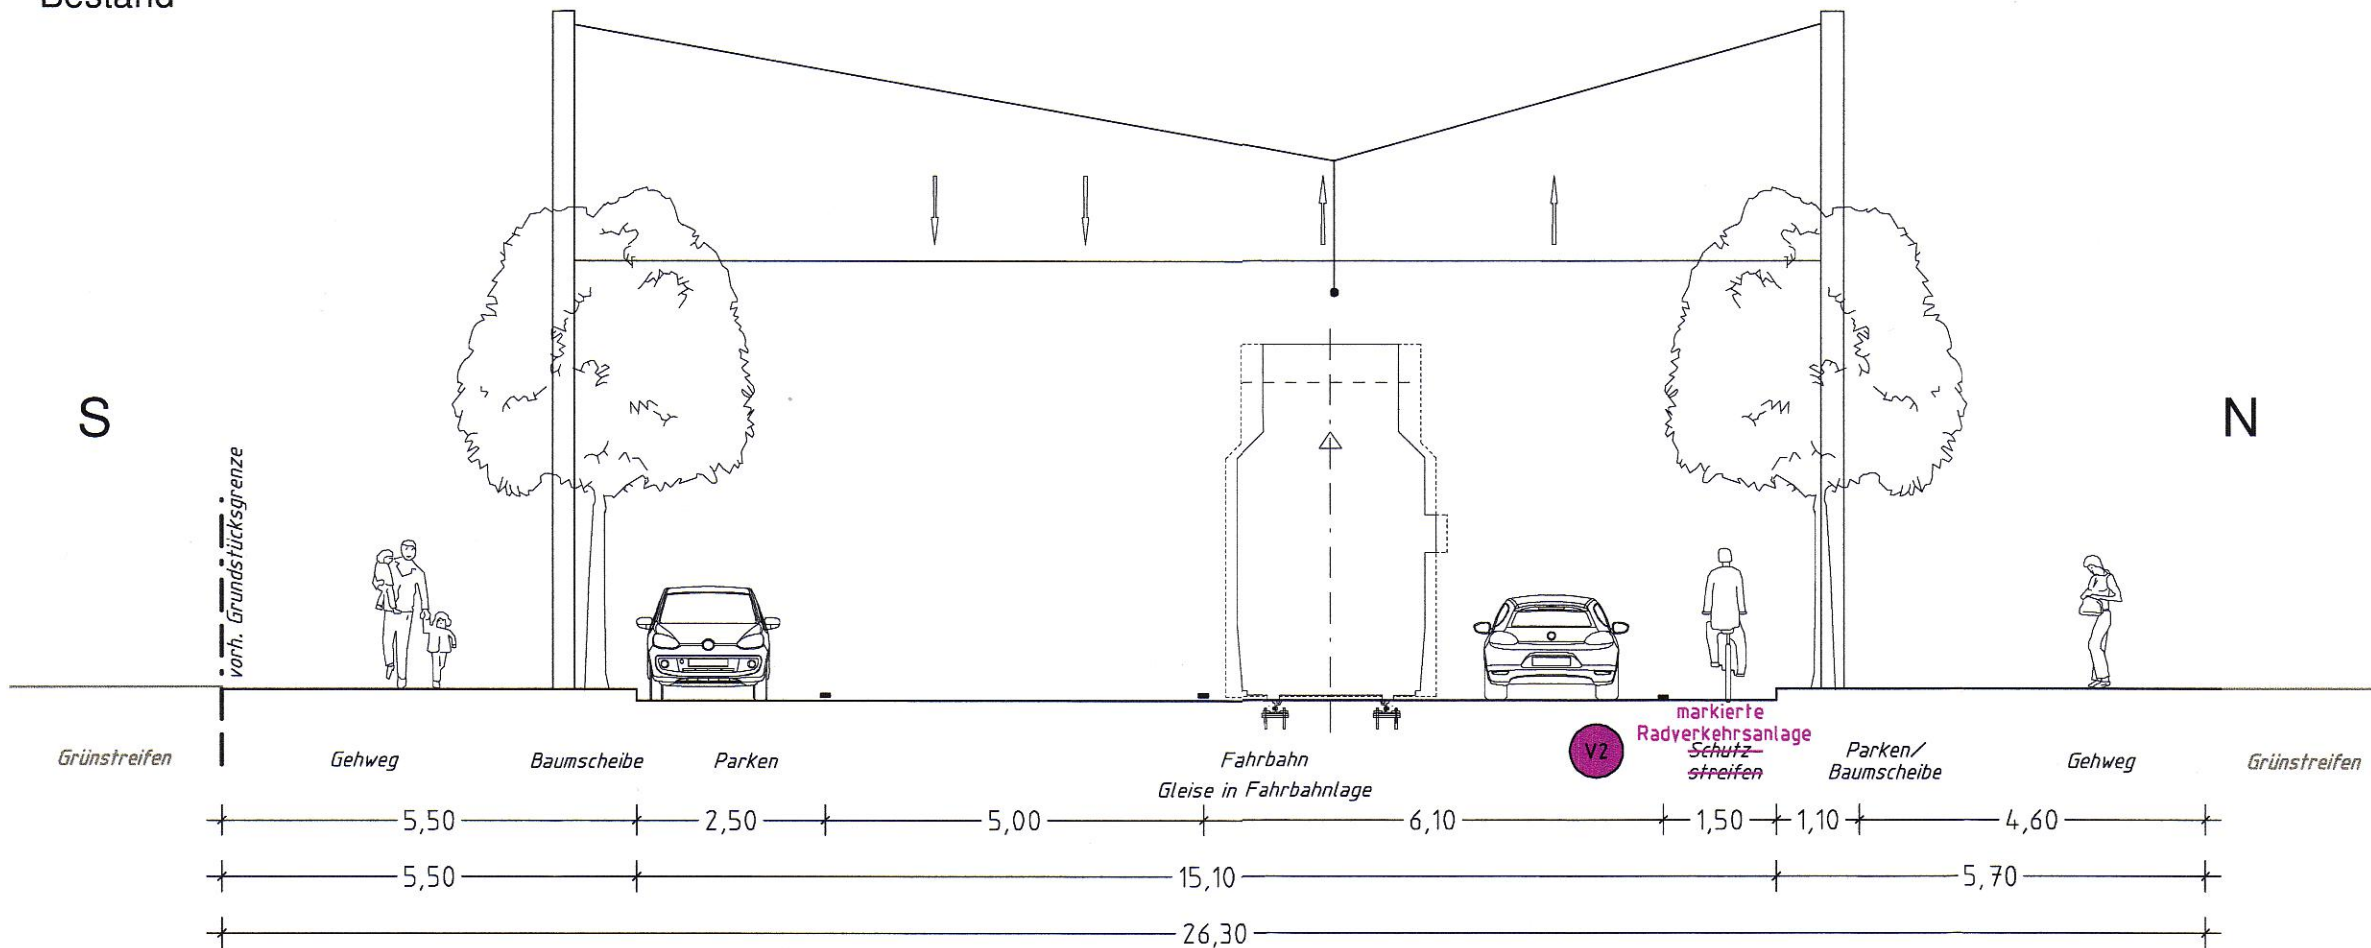 Bestand
S
N
vorh. Grundstücksgrenze
markierte
Radverkehrsanlage
V2
Schutz-
streifen
Grünstreifen
Gehweg
Baumscheibe
Parken
Fahrbahn
Gleise in Fahrbahnlage
Parken/
Baumscheibe
Gehweg
Grünstreifen
5,50 2,50 5,00 6,10 1,50 1,10 4,60
5,50 15,10 5,70
26,30